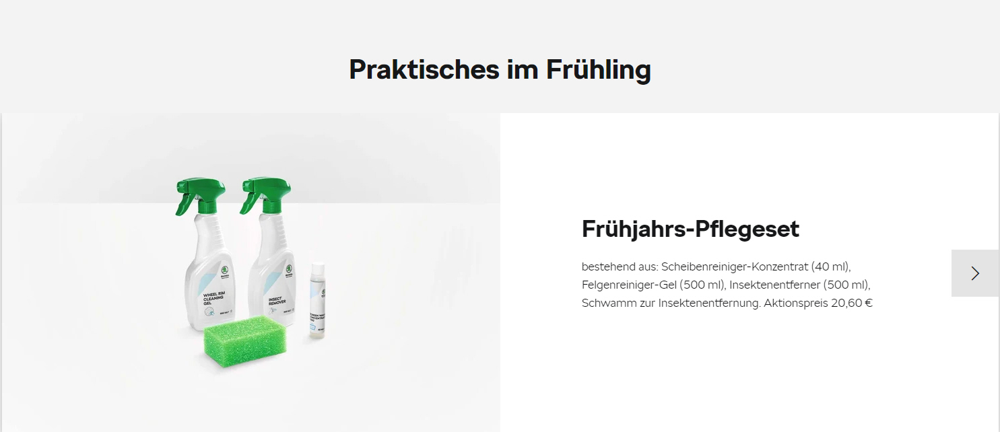 Praktisches im Frühling
Frühjahrs-Pflegeset
bestehend aus: Scheibenreiniger-Konzentrat (40 ml),
Felgenreiniger-Gel (500 ml), Insektenentferner (500 ml),
Schwamm zur Insektenentfernung. Aktionspreis 20,60 €
WHEEL RIM
CLEANING
GEL
INSECT
REMOVER